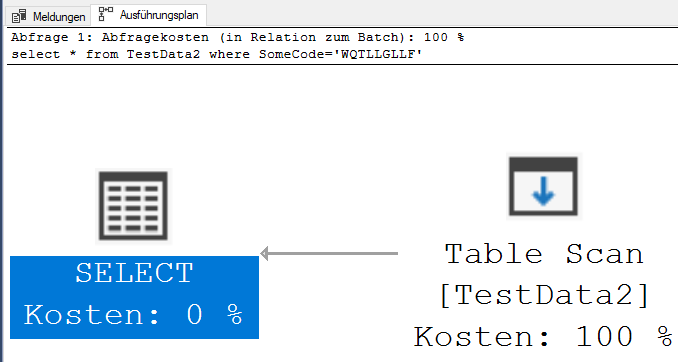 Meldungen Ausführungsplan
Abfrage 1: Abfragekosten (in Relation zum Batch): 100 %
select * from TestData2 where SomeCode='WQTLLGLLF'
SELECT
Kosten: 0 %
Table Scan
[TestData2]
Kosten: 100 %